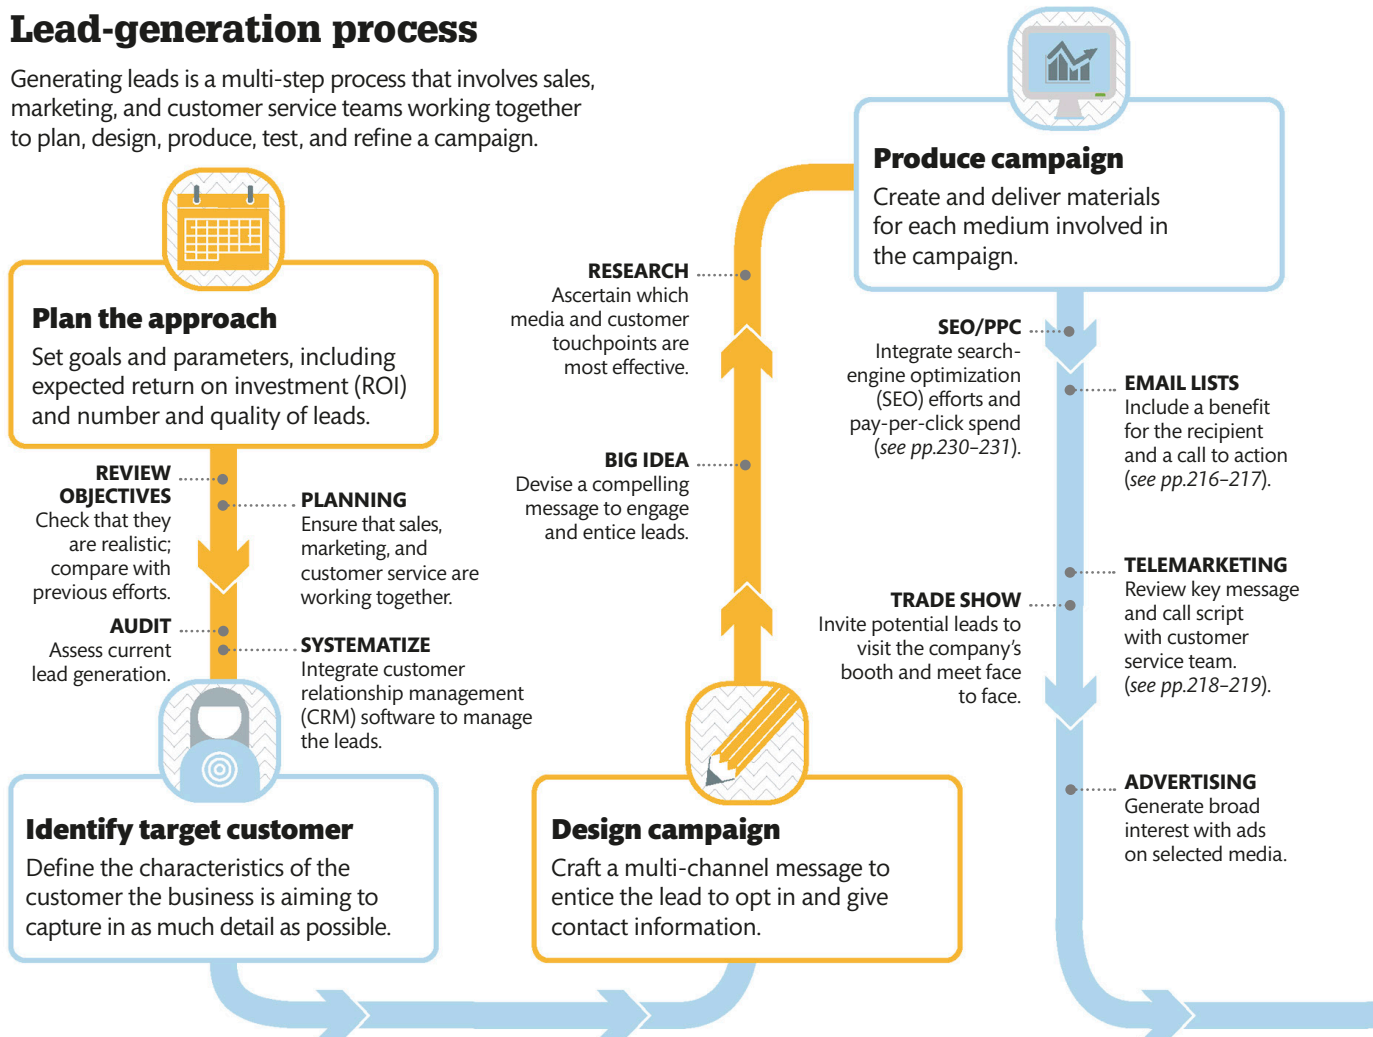 Lead-generation process
Generating leads is a multi-step process that involves sales,
marketing, and customer service teams working together
to plan, design, produce, test, and refine a campaign.
Plan the approach
Set goals and parameters, including
expected return on investment (ROI)
and number and quality of leads.
REVIEW
OBJECTIVES
Check that they
are realistic;
compare with
previous efforts.
PLANNING
Ensure that sales,
marketing, and
customer service are
working together.
AUDIT
Assess current
lead generation.
SYSTEMATIZE
Integrate customer
relationship management
(CRM) software to manage
the leads.
Identify target customer
Define the characteristics of the
customer the business is aiming to
capture in as much detail as possible.
Design campaign
Craft a multi-channel message to
entice the lead to opt in and give
contact information.
BIG IDEA
Devise a compelling
message to engage
and entice leads.
RESEARCH
Ascertain which
media and customer
touchpoints are
most effective.
Produce campaign
Create and deliver materials
for each medium involved in
the campaign.
SEO/PPC
Integrate search-
engine optimization
(SEO) efforts and
pay-per-click spend
(see pp.230–231).
EMAIL LISTS
Include a benefit
for the recipient
and a call to action
(see pp.216–217).
TELEMARKETING
Review key message
and call script
with customer
service team.
(see pp.218–219).
TRADE SHOW
Invite potential leads to
visit the company’s
booth and meet face
to face.
ADVERTISING
Generate broad
interest with ads
on selected media.